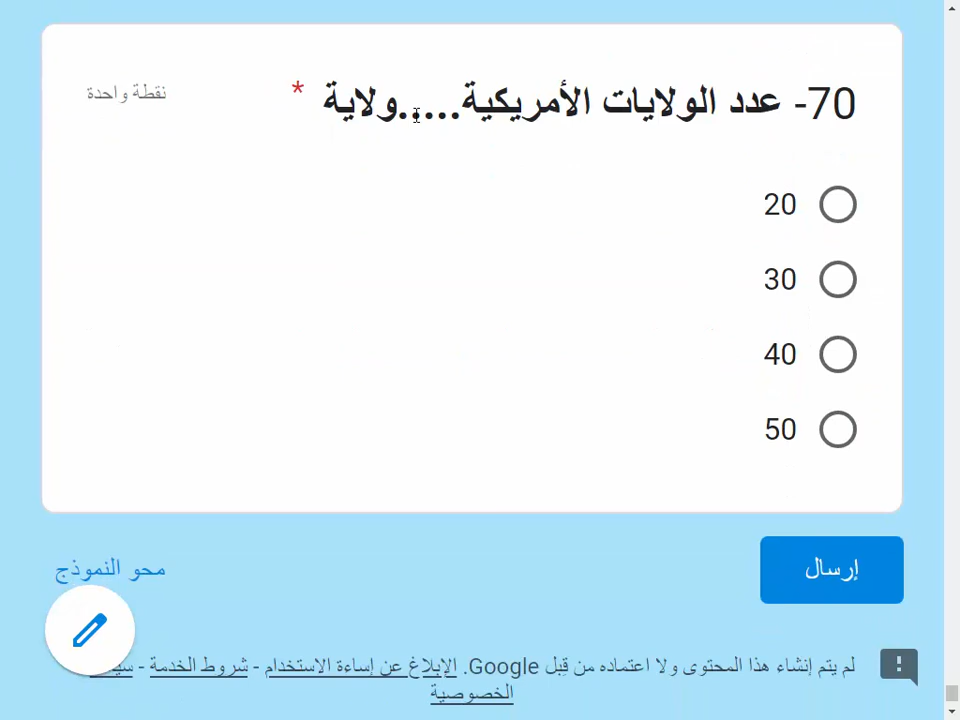 70- عدد الولايات الأمريكية.....ولاية *
نقطة واحدة
20
30
40
50
إرسال
محو النموذج
لم يتم إنشاء هذا المحتوى ولا اعتماده من قِبل Google. الإبلاغ عن إساءة الاستخدام - شروط الخدمة -
الخصوصية